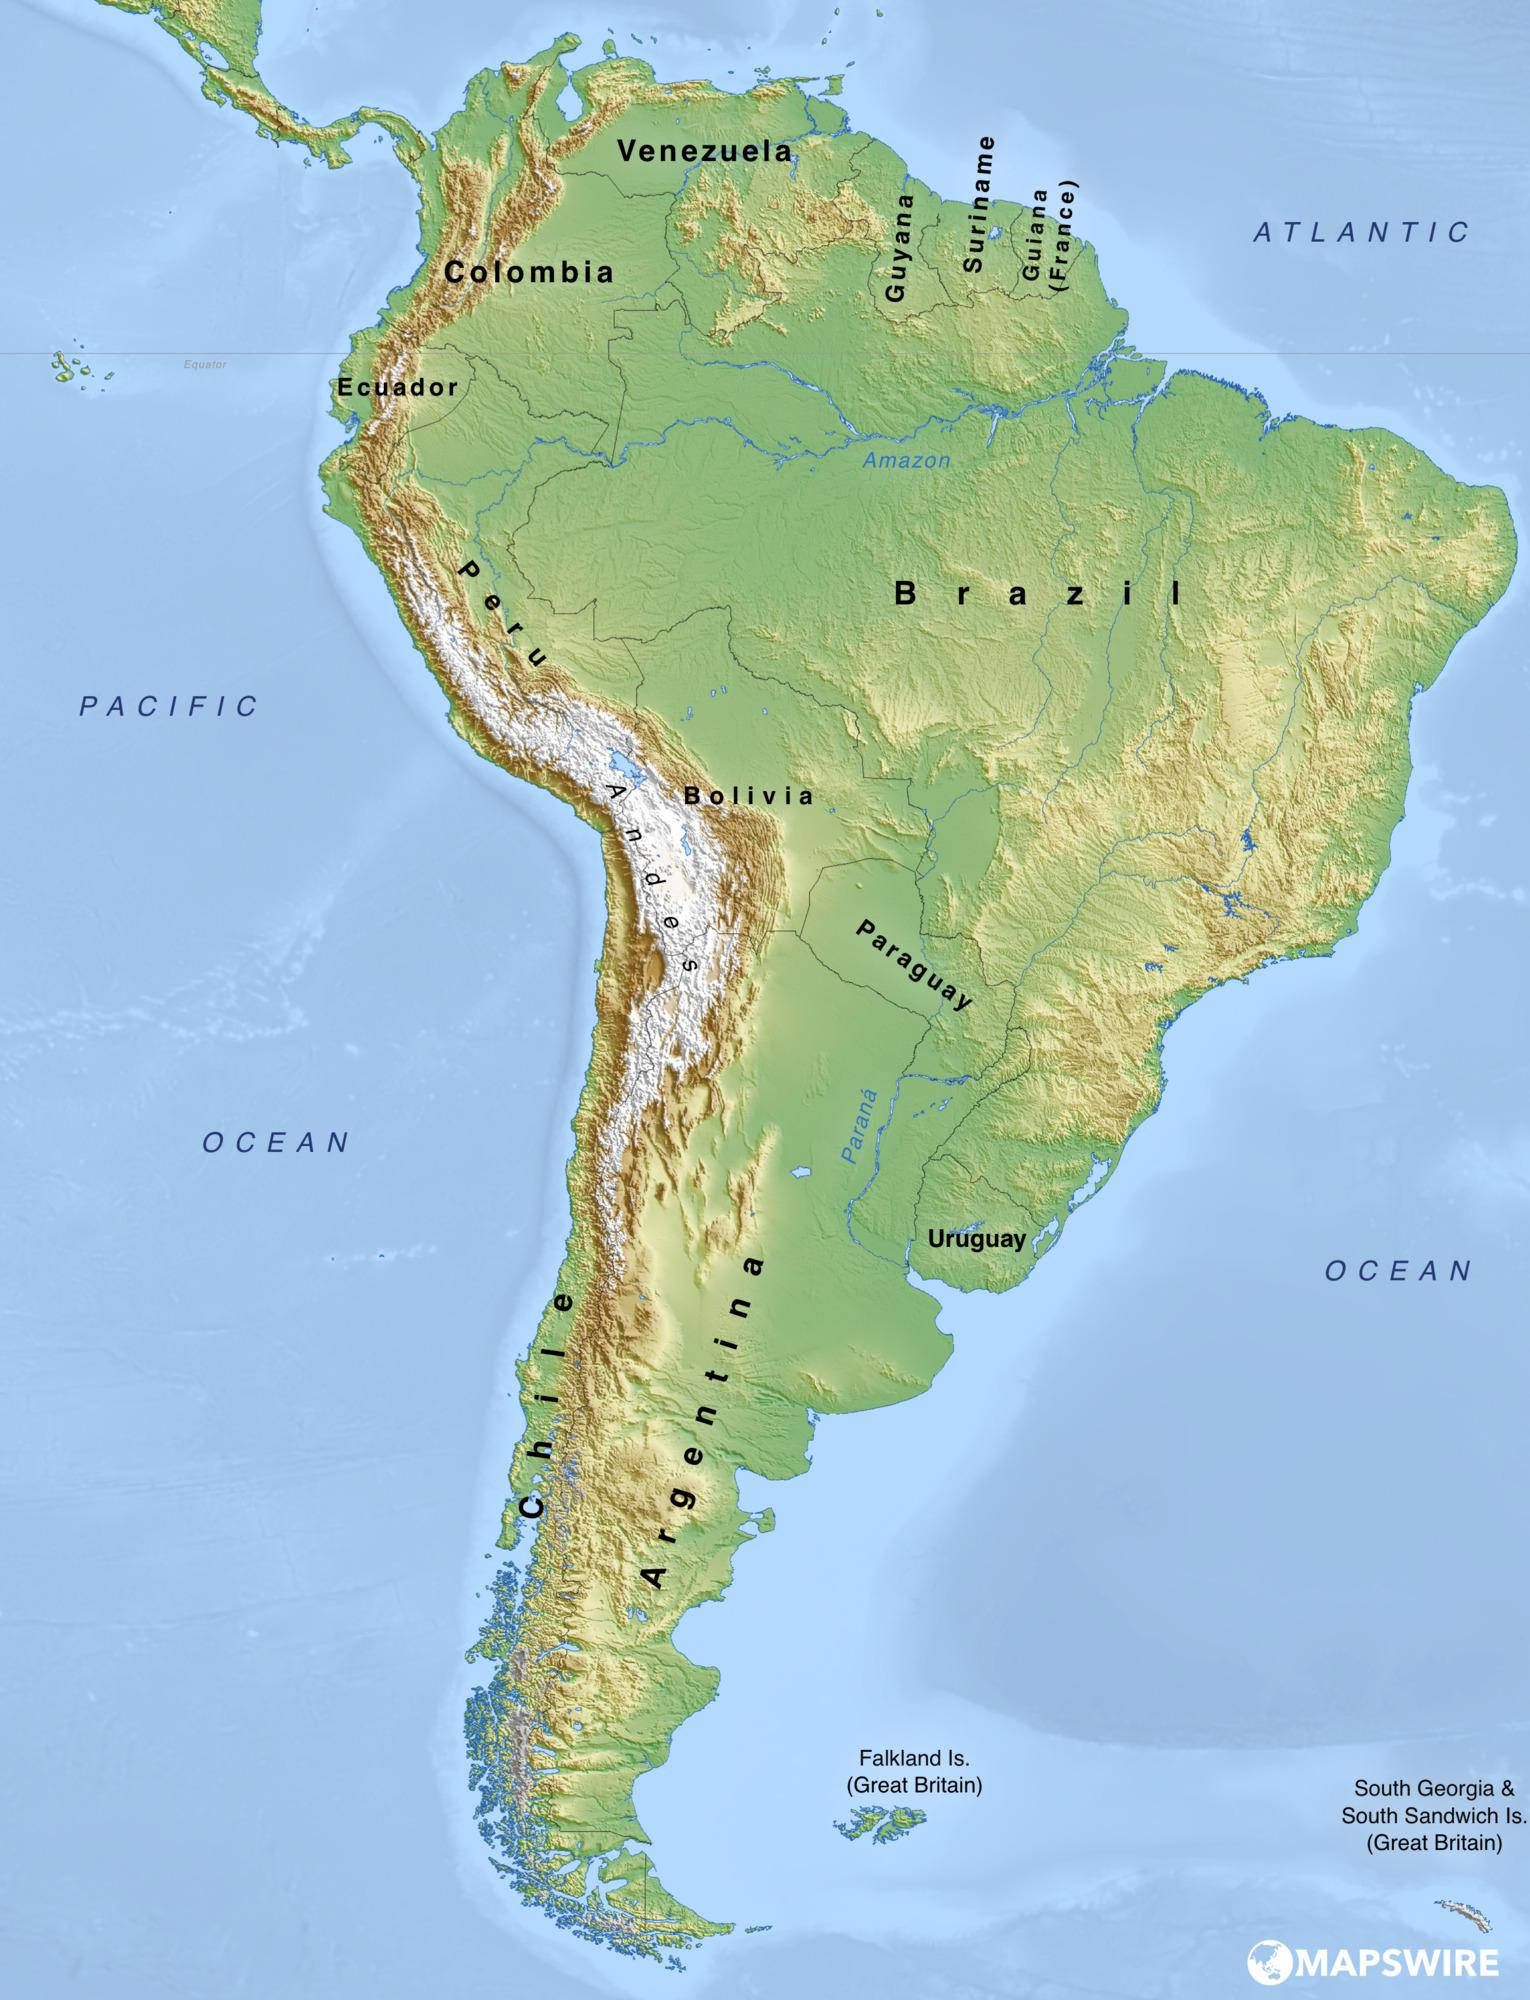 Venezuela
Guyana
Suriname
Guiana
(France)
ATLANTIC
Colombia
Equator
Ecuador
Amazon
Peru
Brazil
PACIFIC
Andes
Bolivia
Paraguay
Paraná
OCEAN
Uruguay
OCEAN
Chile
Argentina
Falkland Is.
(Great Britain)
South Georgia &
South Sandwich Is.
(Great Britain)
MAPSWIRE